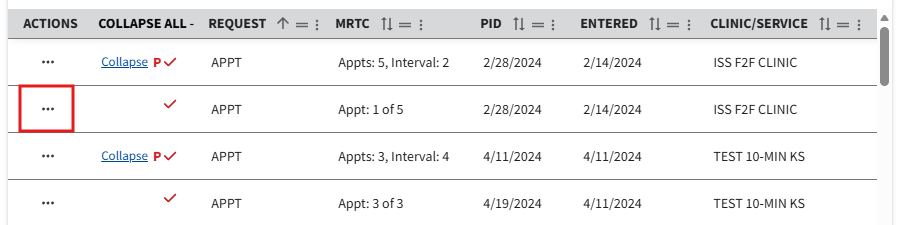 ACTIONS COLLAPSE ALL - REQUEST MRTC PID ENTERED CLINIC/SERVICE
... Collapse P APPT Appts: 5, Interval: 2 2/28/2024 2/14/2024 ISS F2F CLINIC
... APPT Appt: 1 of 5 2/28/2024 2/14/2024 ISS F2F CLINIC
... Collapse P APPT Appts: 3, Interval: 4 4/11/2024 4/11/2024 TEST 10-MIN KS
... APPT Appt: 3 of 3 4/19/2024 4/11/2024 TEST 10-MIN KS